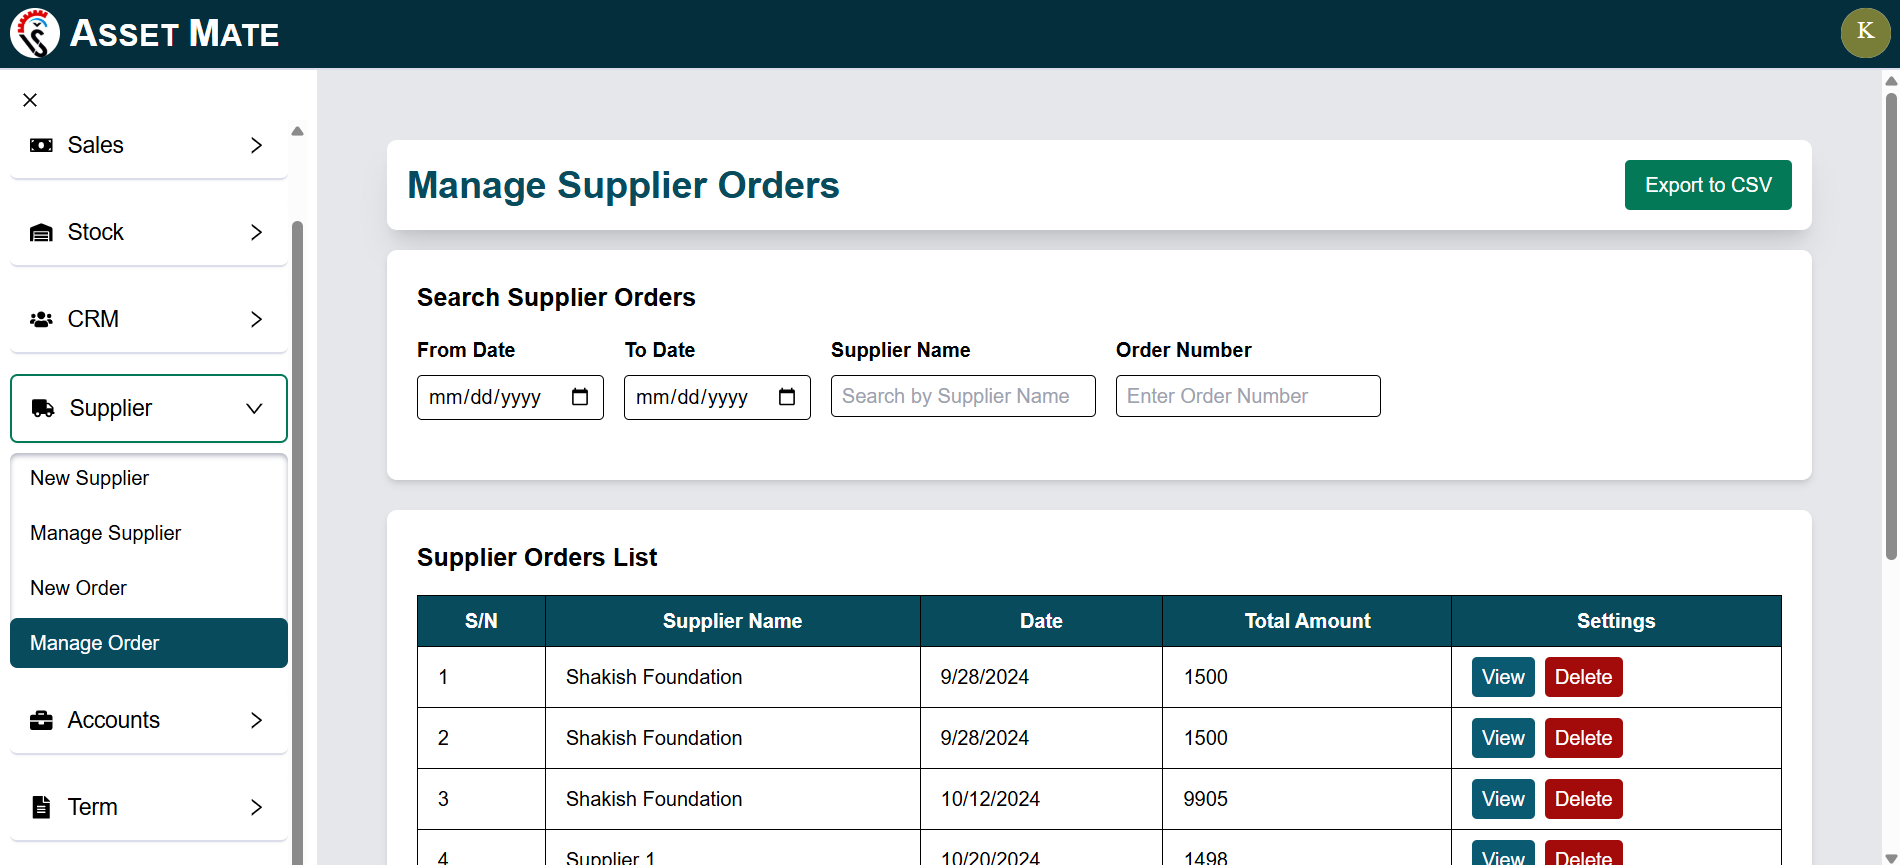 ASSET MATE
K
Sales
Stock
CRM
Supplier
New Supplier
Manage Supplier
New Order
Manage Order
Accounts
Term
Manage Supplier Orders
Export to CSV
Search Supplier Orders
From Date To Date Supplier Name Order Number
mm/dd/yyyy mm/dd/yyyy Search by Supplier Name Enter Order Number
Supplier Orders List
S/N Supplier Name Date Total Amount Settings
1 Shakish Foundation 9/28/2024 1500 View Delete
2 Shakish Foundation 9/28/2024 1500 View Delete
3 Shakish Foundation 10/12/2024 9905 View Delete
4 Supplier 1 10/20/2024 1498 View Delete